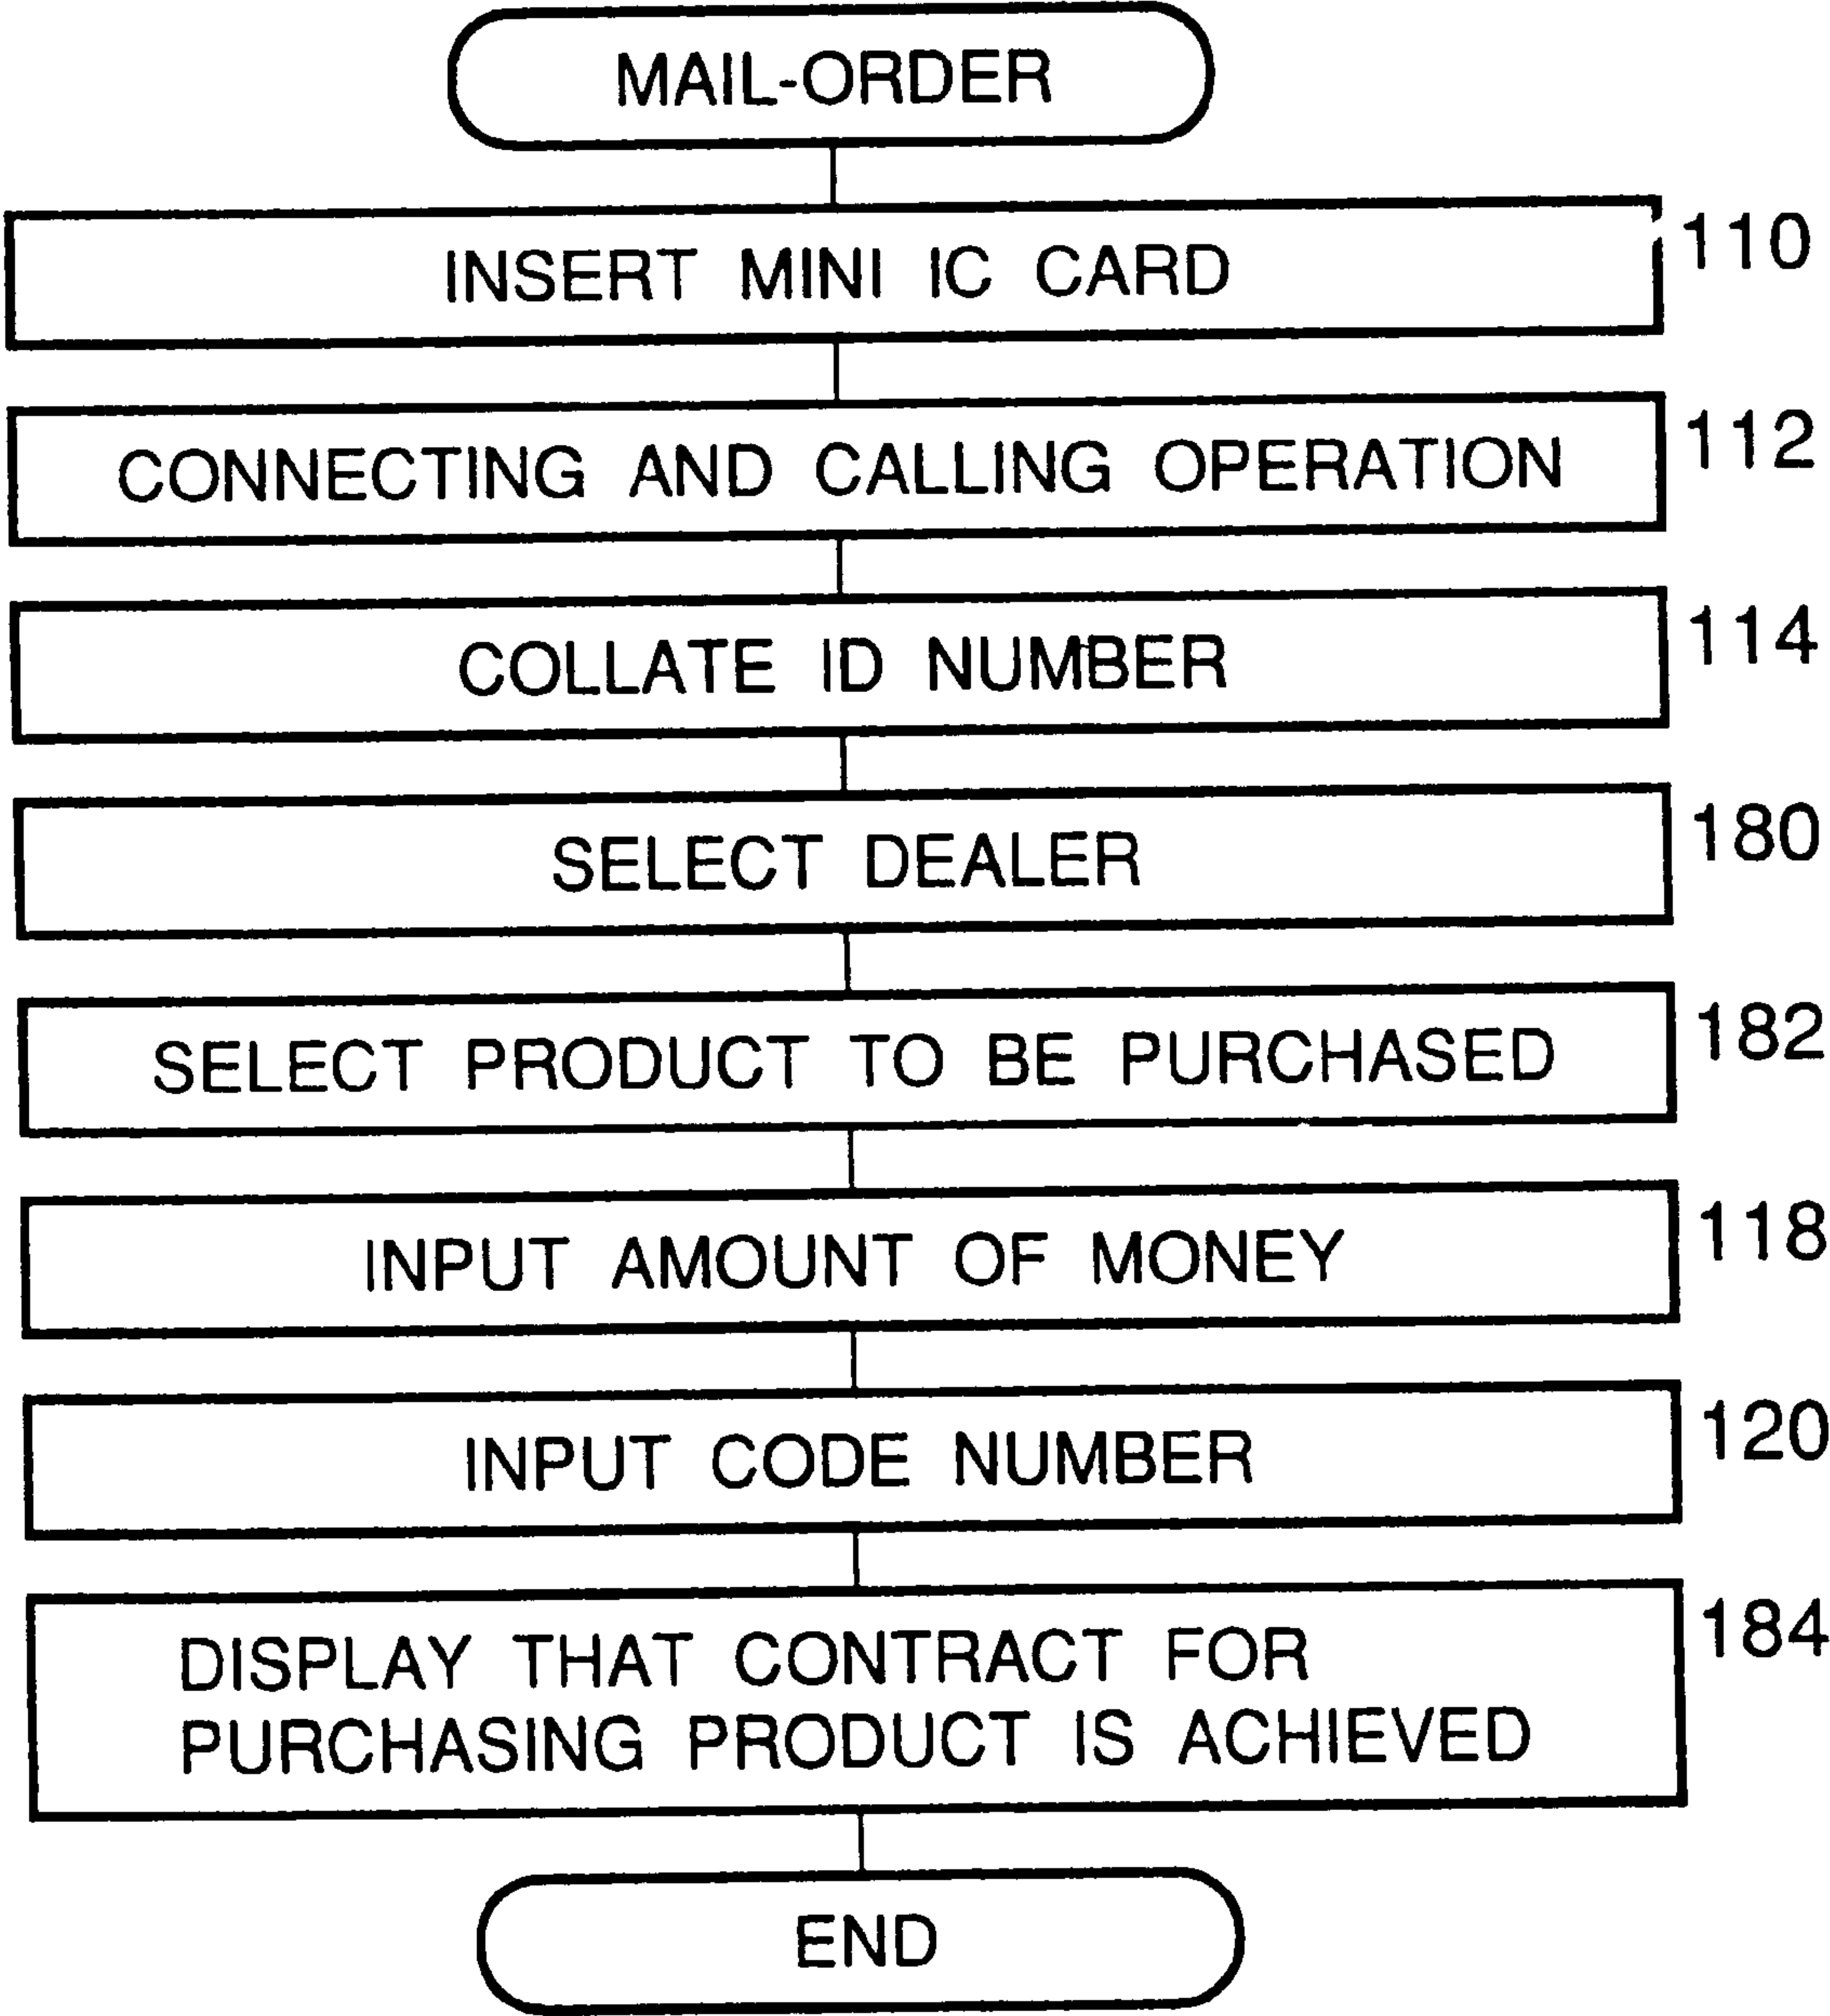 MAIL-ORDER
INSERT MINI IC CARD
110
CONNECTING AND CALLING OPERATION
112
COLLATE ID NUMBER
114
SELECT DEALER
180
SELECT PRODUCT TO BE PURCHASED
182
INPUT AMOUNT OF MONEY
118
INPUT CODE NUMBER
120
DISPLAY THAT CONTRACT FOR
PURCHASING PRODUCT IS ACHIEVED
184
END